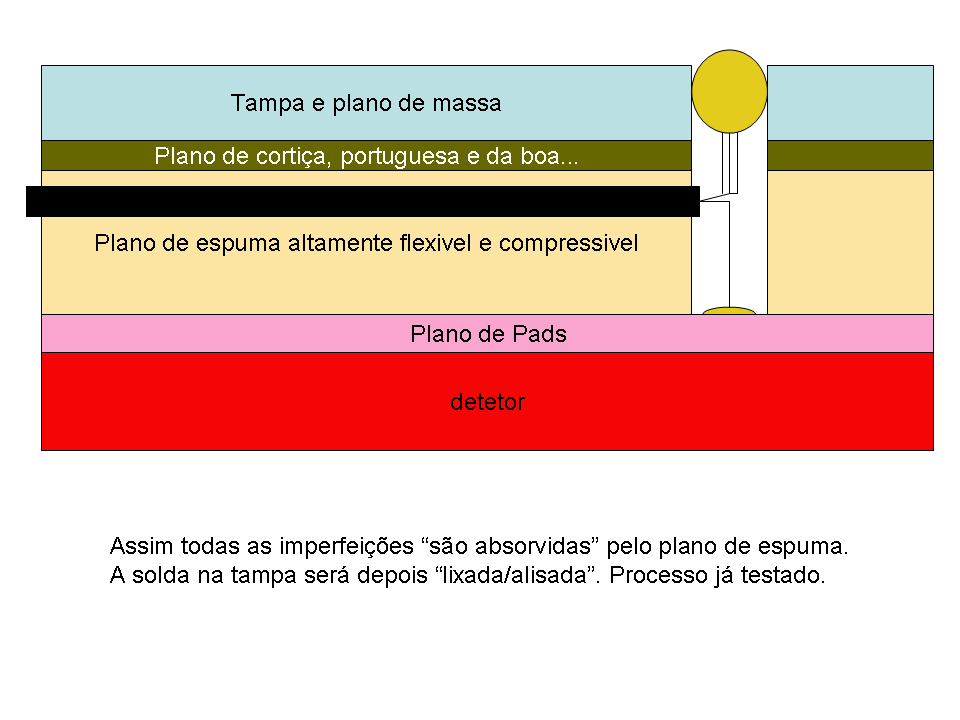 Tampa e plano de massa
Plano de cortiça, portuguesa e da boa...
Plano de espuma altamente flexivel e compressivel
Plano de Pads
detetor
Assim todas as imperfeições “são absorvidas” pelo plano de espuma.
A solda na tampa será depois “lixada/alisada”. Processo já testado.